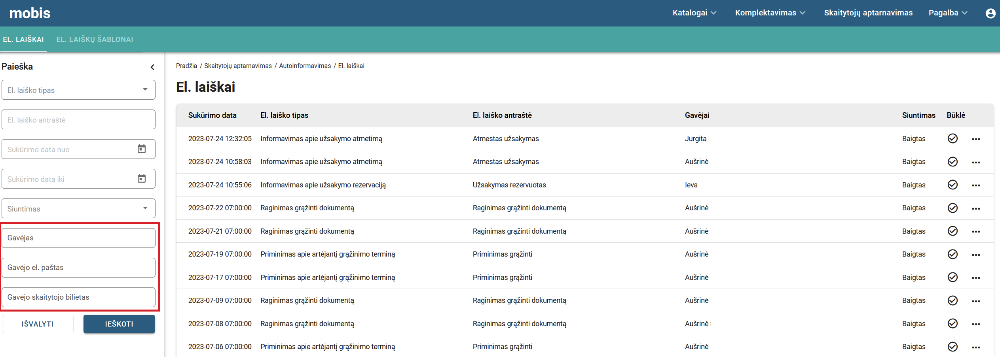 mobis
Katalogai Komplektavimas Skaitytojų aptarnavimas Pagalba
EL. LAIŠKAI EL. LAIŠKŲ ŠABLONAI
Paieška
El. laiško tipas
El. laiško antraštė
Sukūrimo data nuo
Sukūrimo data iki
Siuntimas
Gavėjas
Gavėjo el. paštas
Gavėjo skaitytojo bilietas
IŠVALYTI IEŠKOTI
Pradžia / Skaitytojų aptarnavimas / Autoinformavimas / El. laiškai
El. laiškai
Sukūrimo data El. laiško tipas El. laiško antraštė Gavėjai Siuntimas Būklė
2023-07-24 12:32:05 Informavimas apie užsakymo atmetimą Atmestas užsakymas Jurgita Baigtas
2023-07-24 10:58:03 Informavimas apie užsakymo atmetimą Atmestas užsakymas Aušrinė Baigtas
2023-07-24 10:55:06 Informavimas apie užsakymo rezervaciją Užsakymas rezervuotas Ieva Baigtas
2023-07-22 07:00:00 Raginimas grąžinti dokumentą Raginimas grąžinti dokumentą Aušrinė Baigtas
2023-07-21 07:00:00 Raginimas grąžinti dokumentą Raginimas grąžinti dokumentą Aušrinė Baigtas
2023-07-19 07:00:00 Priminimas apie artėjantį grąžinimo terminą Priminimas grąžinti Aušrinė Baigtas
2023-07-17 07:00:00 Priminimas apie artėjantį grąžinimo terminą Priminimas grąžinti Aušrinė Baigtas
2023-07-09 07:00:00 Raginimas grąžinti dokumentą Raginimas grąžinti dokumentą Aušrinė Baigtas
2023-07-08 07:00:00 Raginimas grąžinti dokumentą Raginimas grąžinti dokumentą Aušrinė Baigtas
2023-07-06 07:00:00 Priminimas apie artėjantį grąžinimo terminą Priminimas grąžinti Aušrinė Baigtas